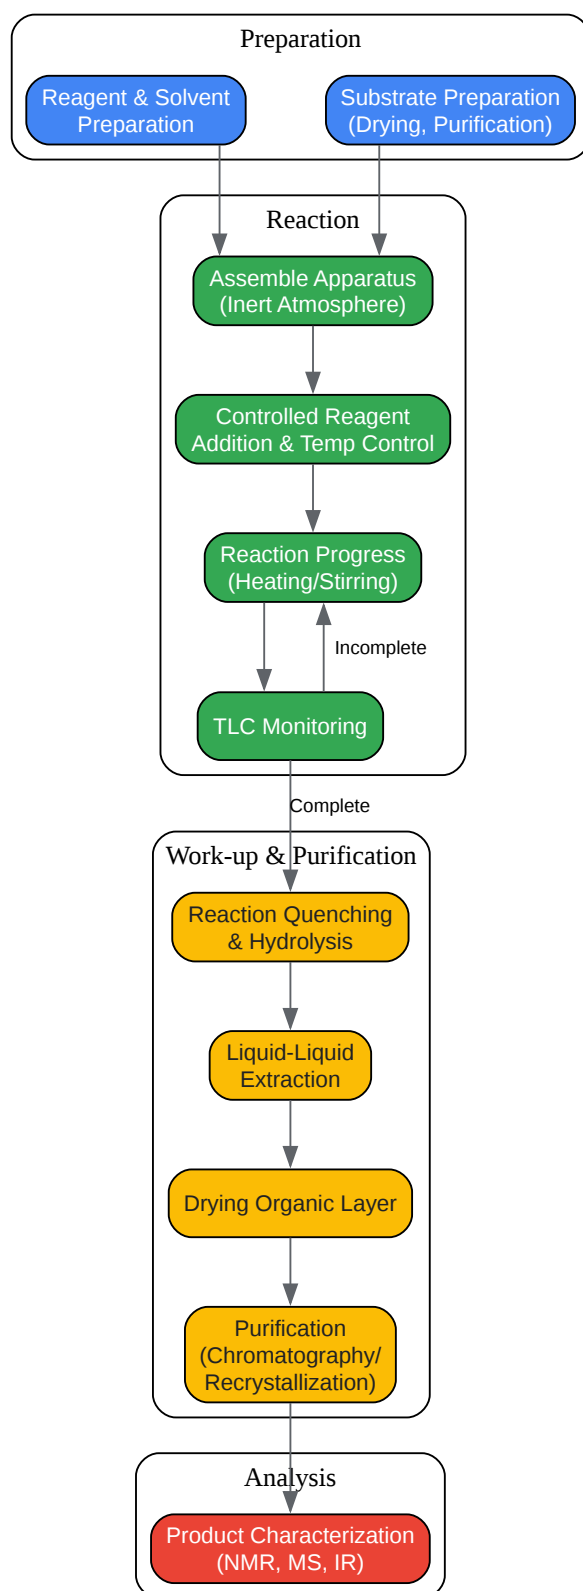 Preparation
Reagent & Solvent
Preparation
Substrate Preparation
(Drying, Purification)
Reaction
Assemble Apparatus
(Inert Atmosphere)
Controlled Reagent
Addition & Temp Control
Reaction Progress
(Heating/Stirring)
Incomplete
TLC Monitoring
Complete
Work-up & Purification
Reaction Quenching
& Hydrolysis
Liquid-Liquid
Extraction
Drying Organic Layer
Purification
(Chromatography/
Recrystallization)
Analysis
Product Characterization
(NMR, MS, IR)